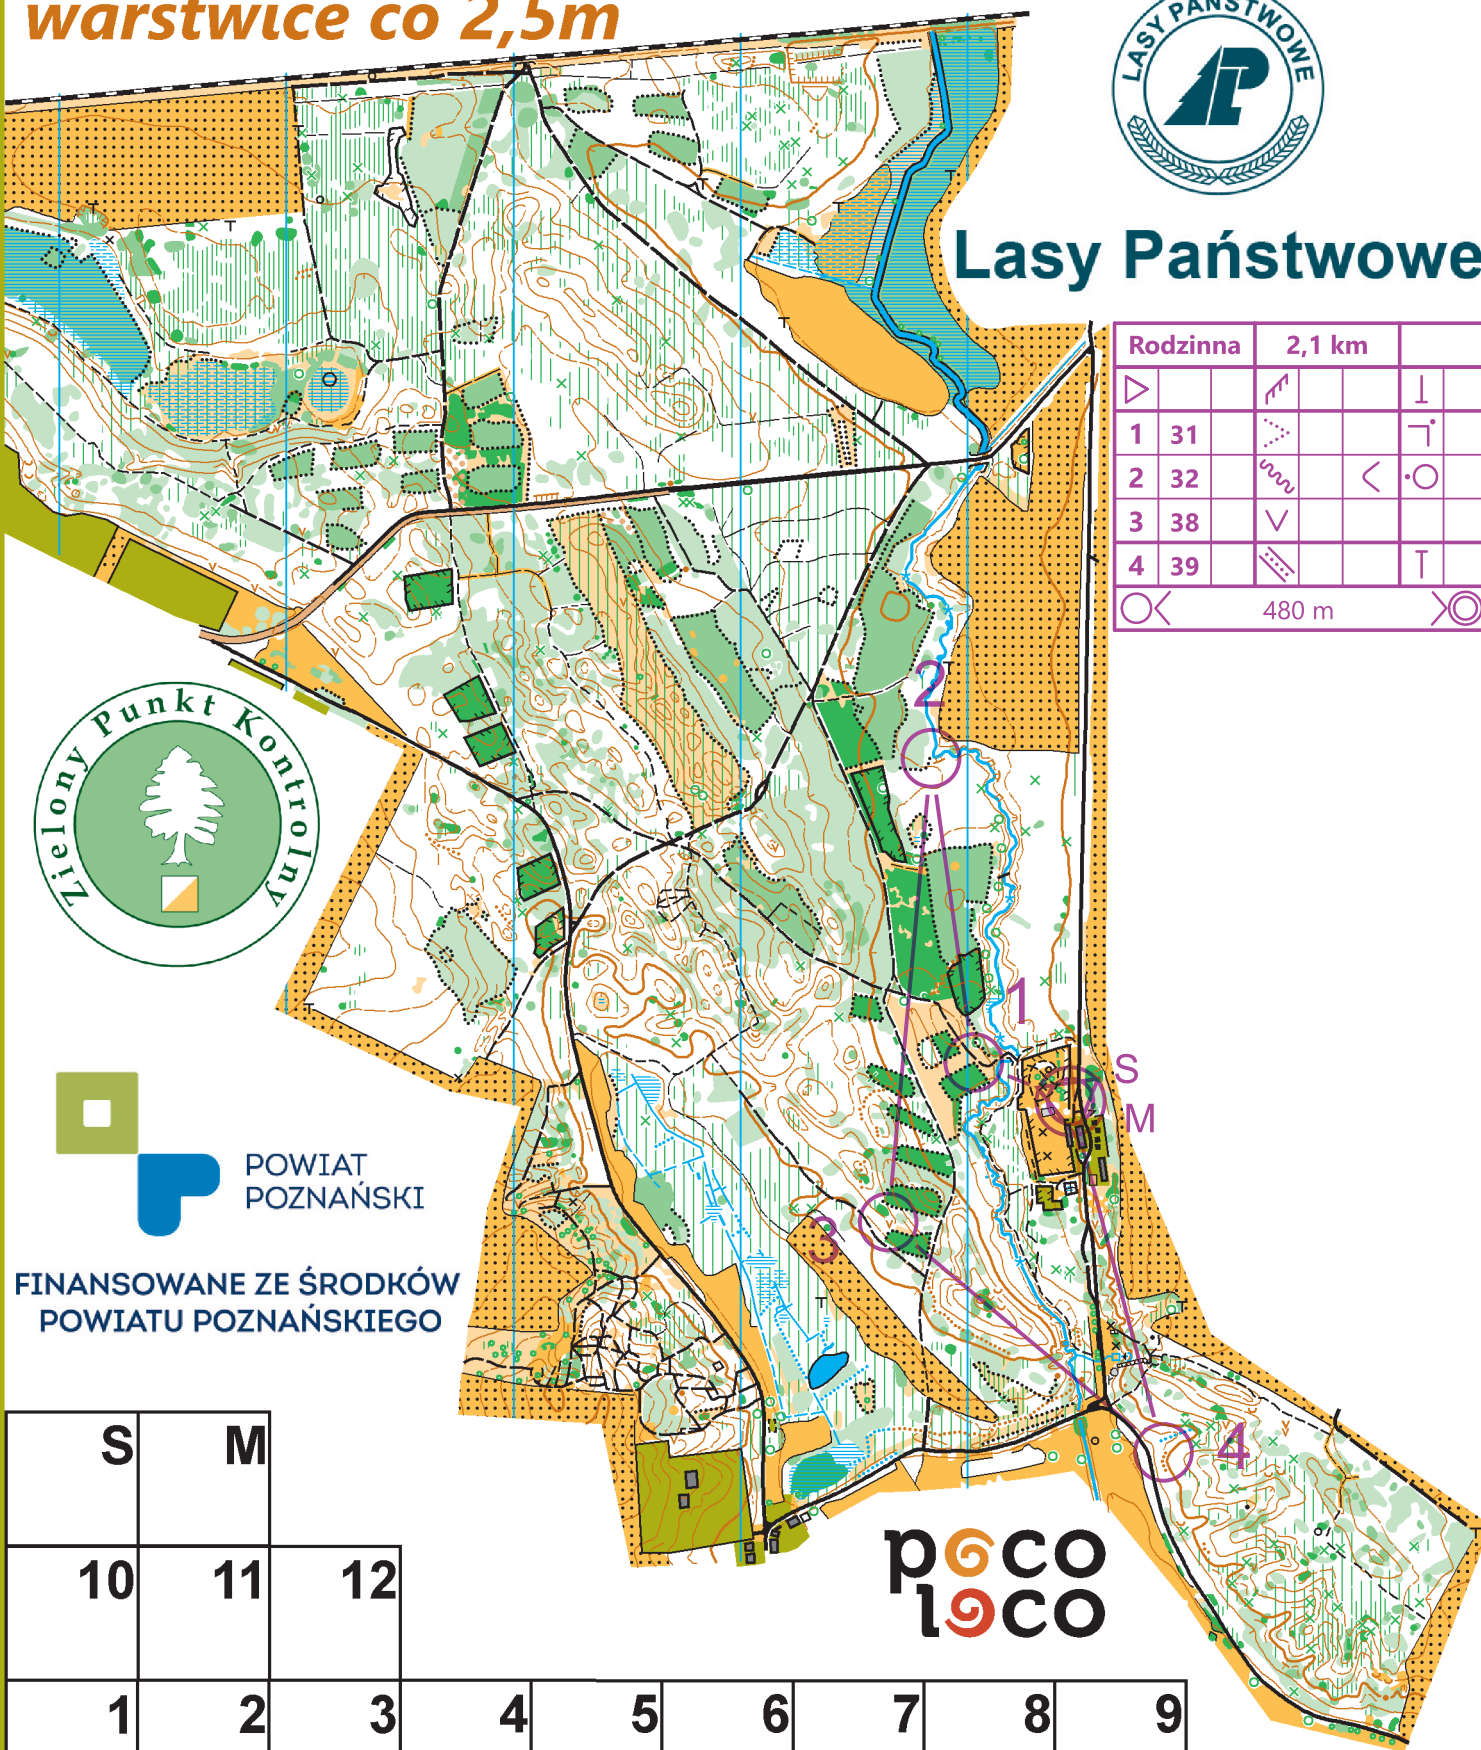 warstwice co 2,5m
LASY PAŃSTWOWE
Lasy Państwowe
Rodzinna 2,1 km
1 31
2 32
3 38
4 39
480 m
Zielony Punkt Kontrolny
2
1
S
M
3
4
POWIAT
POZNAŃSKI
FINANSOWANE ZE ŚRODKÓW
POWIATU POZNAŃSKIEGO
poco
loco
S M
10 11 12
1 2 3 4 5 6 7 8 9